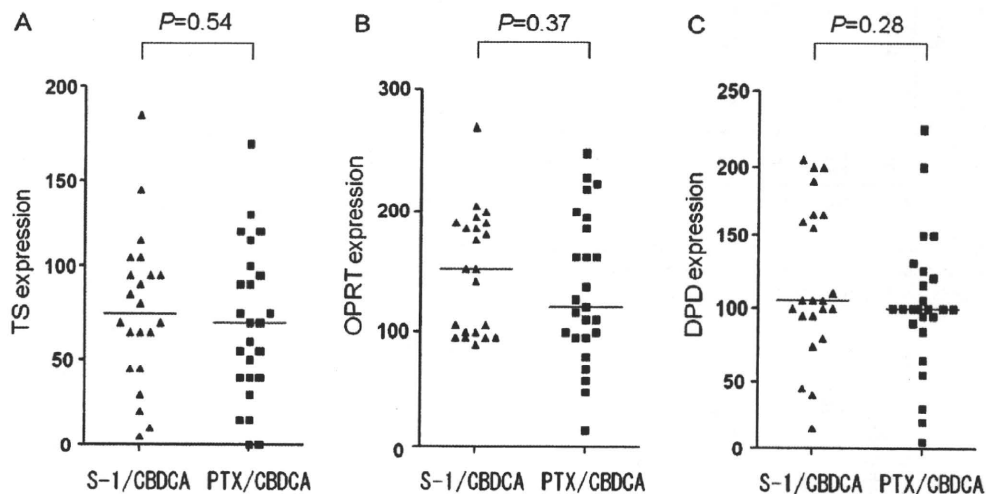 A
P=0.54
TS expression
200
150
100
50
0
S-1/CBDCA PTX/CBDCA
B
P=0.37
OPRT expression
300
200
100
0
S-1/CBDCA PTX/CBDCA
C
P=0.28
DPD expression
250
200
150
100
50
0
S-1/CBDCA PTX/CBDCA